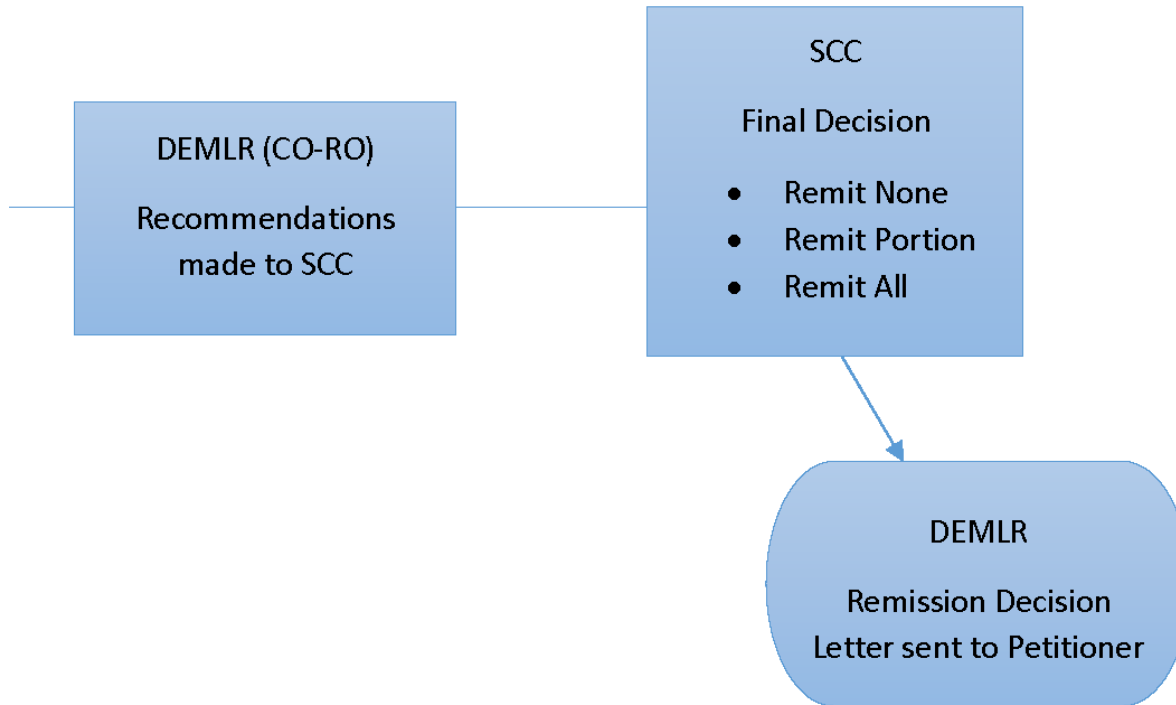 DEMLR (CO-RO)
Recommendations
made to SCC
SCC
Final Decision
• Remit None
• Remit Portion
• Remit All
DEMLR
Remission Decision
Letter sent to Petitioner